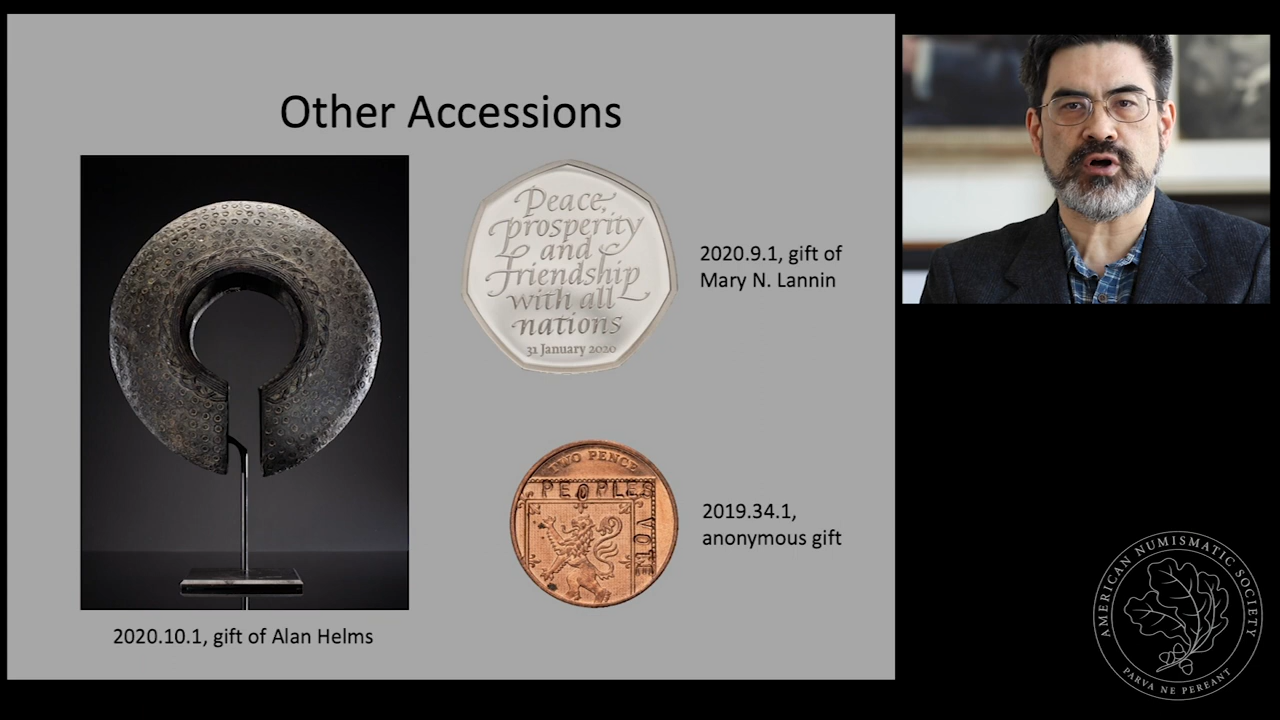 Other Accessions
Peace,
prosperity
and
friendship
with all
nations
31 January 2020
2020.9.1, gift of
Mary N. Lannin
TWO PENCE
PEOPLES
VOTE
2019.34.1,
anonymous gift
2020.10.1, gift of Alan Helms
AMERICAN NUMISMATIC SOCIETY
PARVA NE PEREANT